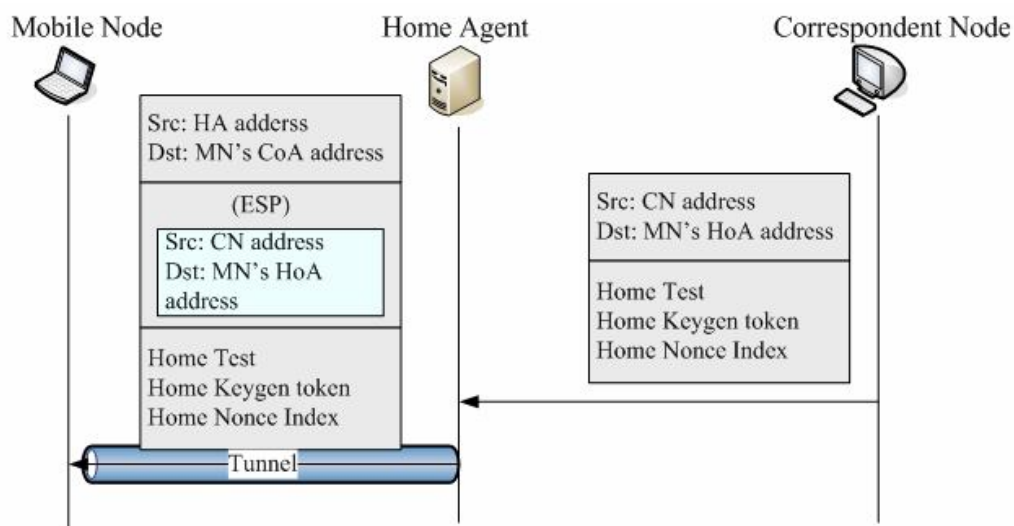 Mobile Node
Home Agent
Correspondent Node
Src: HA adderss
Dst: MN's CoA address
(ESP)
Src: CN address
Dst: MN's HoA
address
Home Test
Home Keygen token
Home Nonce Index
Tunnel
Src: CN address
Dst: MN's HoA address
Home Test
Home Keygen token
Home Nonce Index